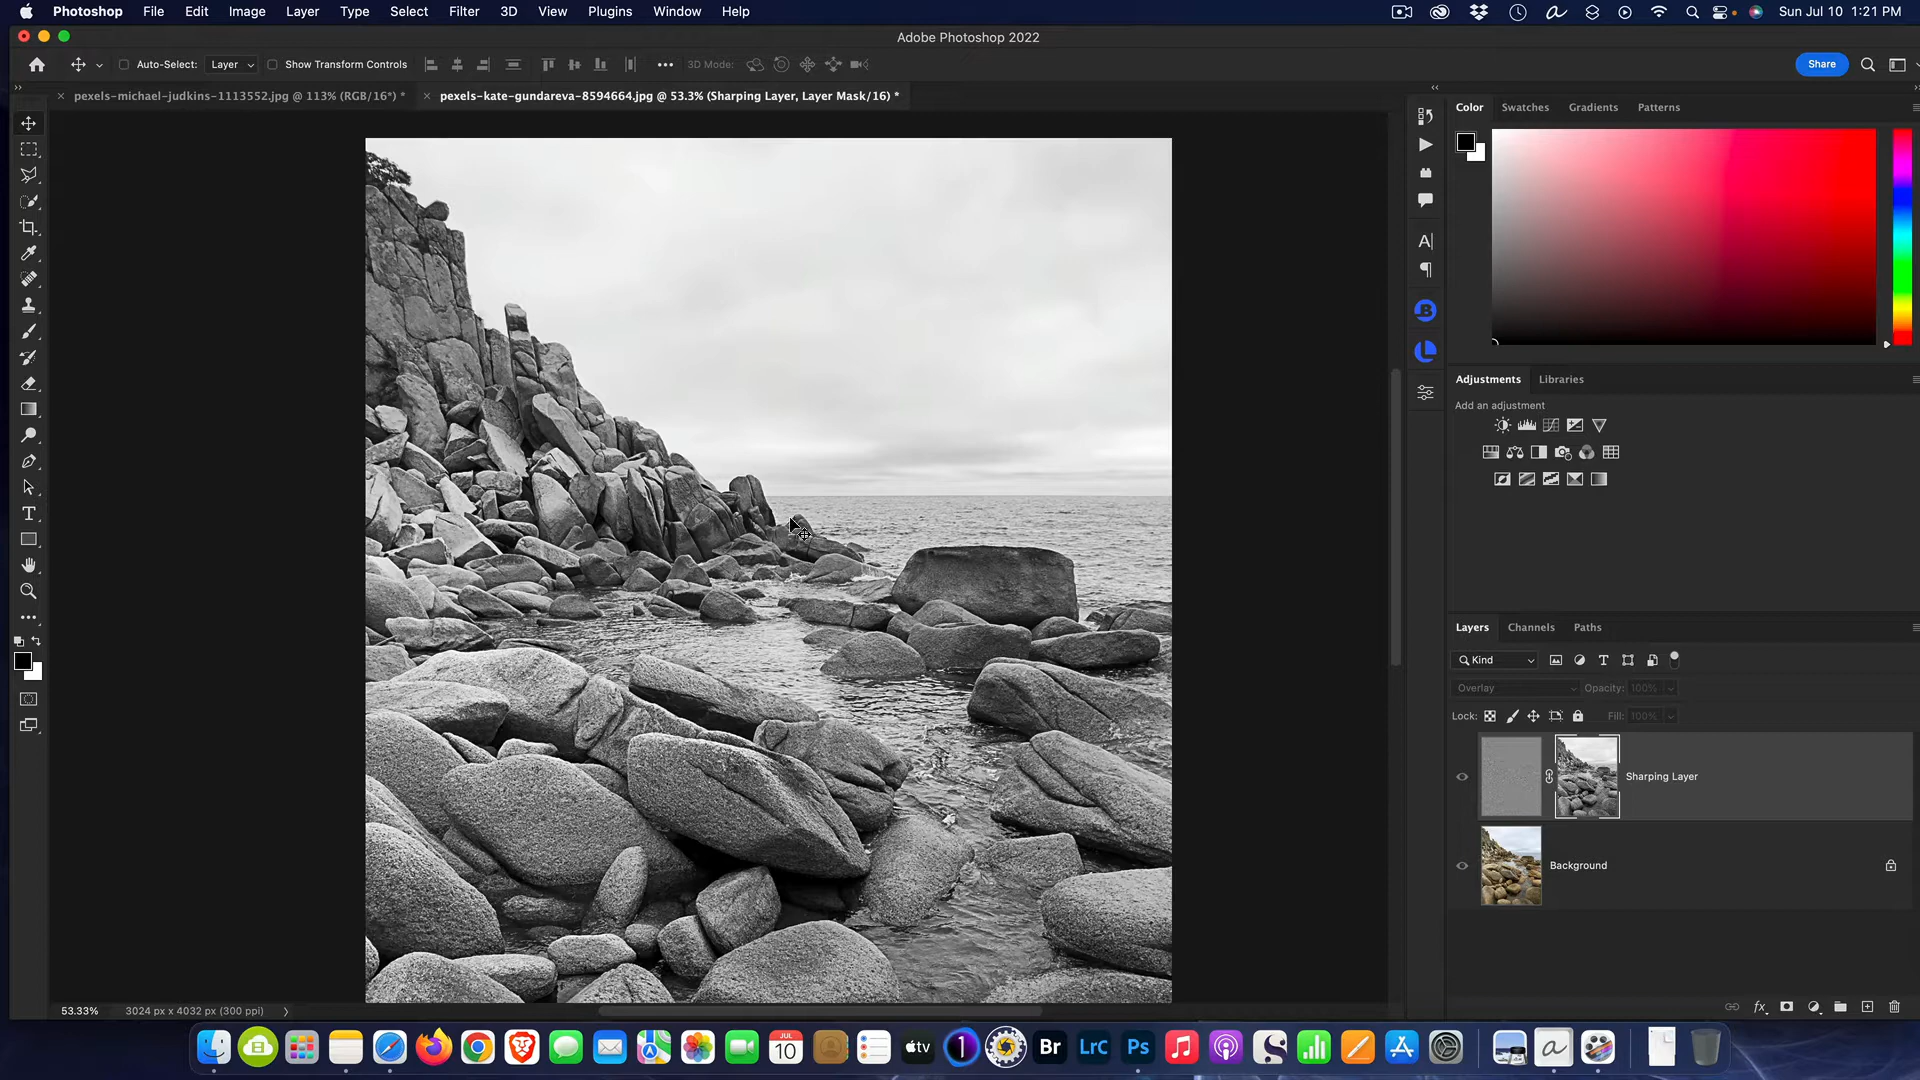 Photoshop File Edit Image Layer Type Select Filter 3D View Plugins Window Help Sun Jul 10 1:21 PM
Adobe Photoshop 2022
Auto-Select: Layer Show Transform Controls 3D Mode: Share
pexels-michael-judkins-1113552.jpg @ 113% (RGB/16*) * pexels-kate-gundareva-8594664.jpg @ 53.3% (Sharping Layer, Layer Mask/16) *
Color Swatches Gradients Patterns
Adjustments Libraries
Add an adjustment
Layers Channels Paths
Kind
Overlay Opacity: 100%
Lock: Fill: 100%
Sharping Layer
Background
53.33% 3024 px x 4032 px (300 ppi)
JUL
10
tv
1
Br
LrC
Ps